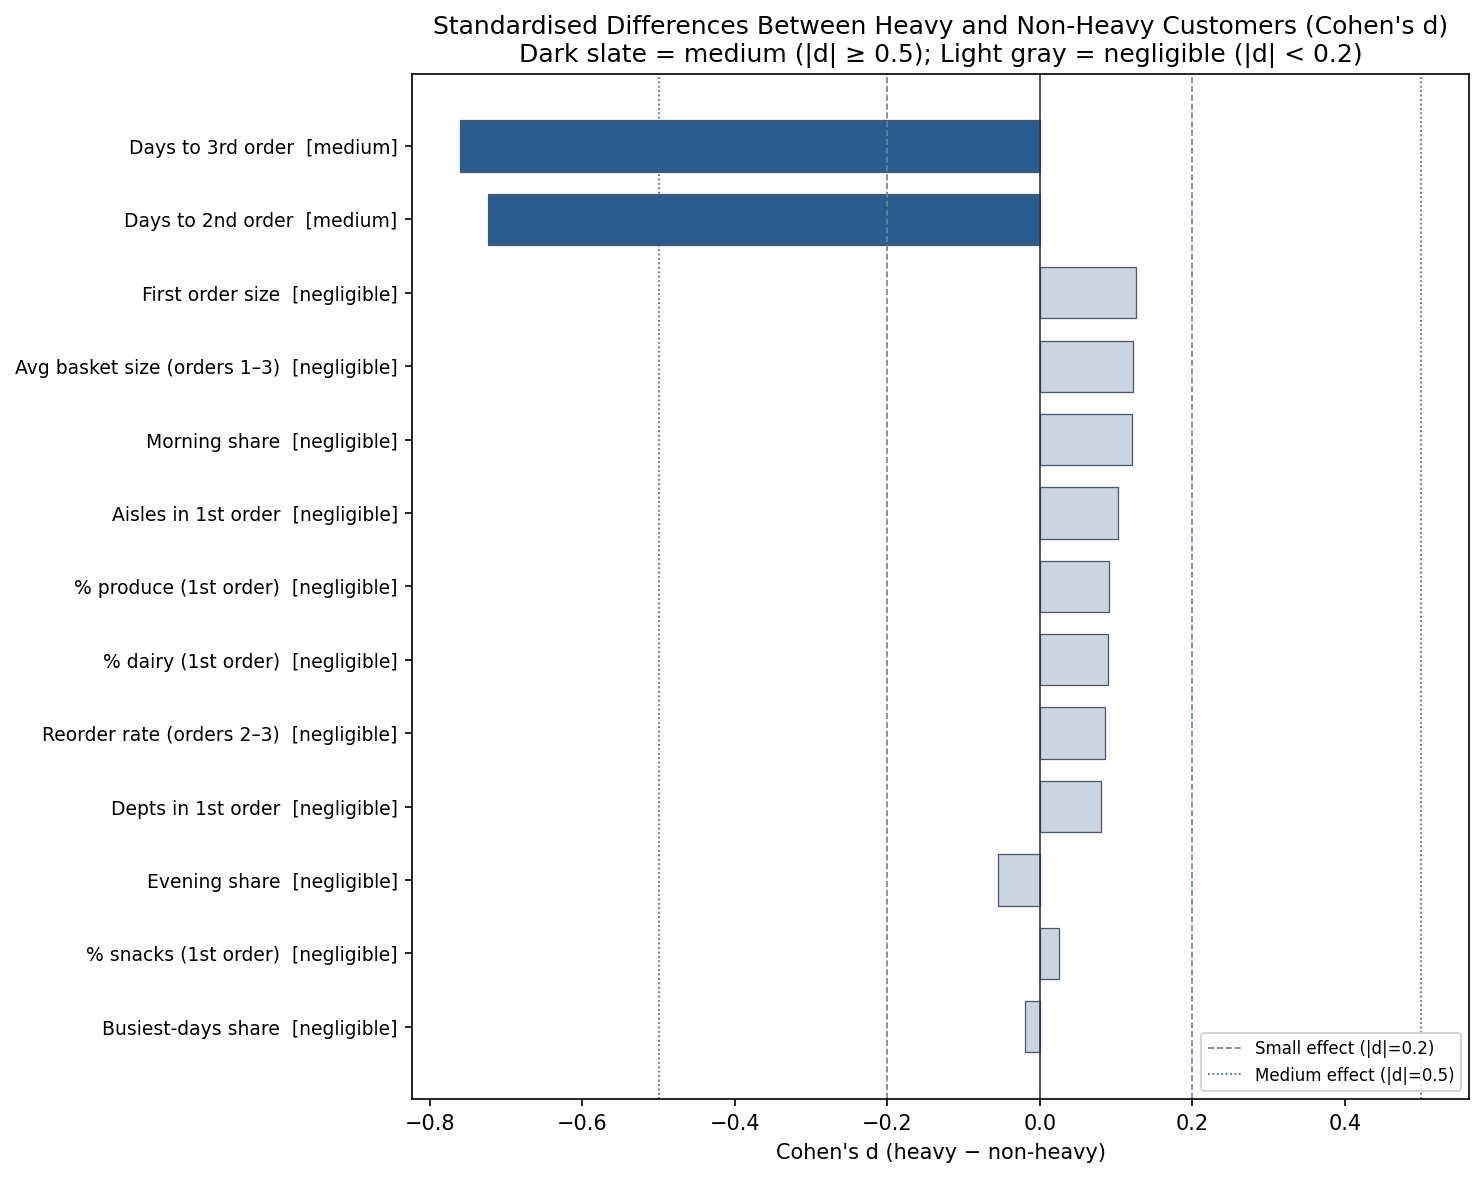 Standardised Differences Between Heavy and Non-Heavy Customers (Cohen's d)
Dark slate = medium (|d| ≥ 0.5); Light gray = negligible (|d| < 0.2)
Days to 3rd order  [medium]
Days to 2nd order  [medium]
First order size  [negligible]
Avg basket size (orders 1–3)  [negligible]
Morning share  [negligible]
Aisles in 1st order  [negligible]
% produce (1st order)  [negligible]
% dairy (1st order)  [negligible]
Reorder rate (orders 2–3)  [negligible]
Depts in 1st order  [negligible]
Evening share  [negligible]
% snacks (1st order)  [negligible]
Busiest-days share  [negligible]
Small effect (|d|=0.2)
Medium effect (|d|=0.5)
−0.8 −0.6 −0.4 −0.2 0.0 0.2 0.4
Cohen's d (heavy − non-heavy)